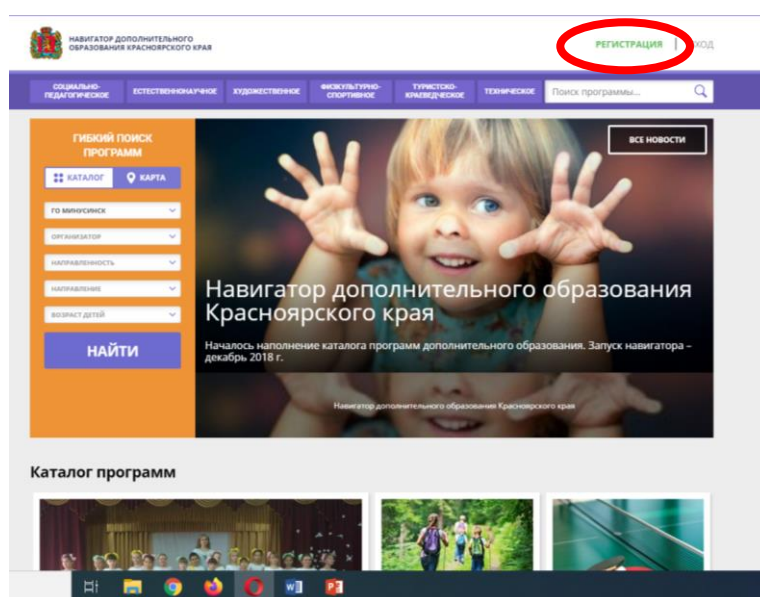 НАВИГАТОР ДОПОЛНИТЕЛЬНОГО
ОБРАЗОВАНИЯ КРАСНОЯРСКОГО КРАЯ
РЕГИСТРАЦИЯ
СОЦИАЛЬНО-
ПЕДАГОГИЧЕСКОЕ
ЕСТЕСТВЕННОНАУЧНОЕ
ХУДОЖЕСТВЕННОЕ
ФИЗКУЛЬТУРНО-
СПОРТИВНОЕ
ТУРИСТСКО-
КРАЕВЕДЧЕСКОЕ
ТЕХНИЧЕСКОЕ
Поиск программы...
ГИБКИЙ ПОИСК
ПРОГРАММ
КАТАЛОГ
КАРТА
ГО МИНУСИНСК
ОРГАНИЗАТОР
НАПРАВЛЕННОСТЬ
НАПРАВЛЕНИЕ
ВОЗРАСТ ДЕТЕЙ
НАЙТИ
ВСЕ НОВОСТИ
Навигатор дополнительного образования
Красноярского края
Началось наполнение каталога программ дополнительного образования. Запуск навигатора –
декабрь 2018 г.
Навигатор дополнительного образования Красноярского края
Каталог программ